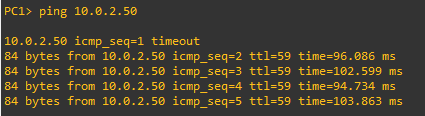 PC1> ping 10.0.2.50
10.0.2.50 icmp_seq=1 timeout
84 bytes from 10.0.2.50 icmp_seq=2 ttl=59 time=96.086 ms
84 bytes from 10.0.2.50 icmp_seq=3 ttl=59 time=102.599 ms
84 bytes from 10.0.2.50 icmp_seq=4 ttl=59 time=94.734 ms
84 bytes from 10.0.2.50 icmp_seq=5 ttl=59 time=103.863 ms